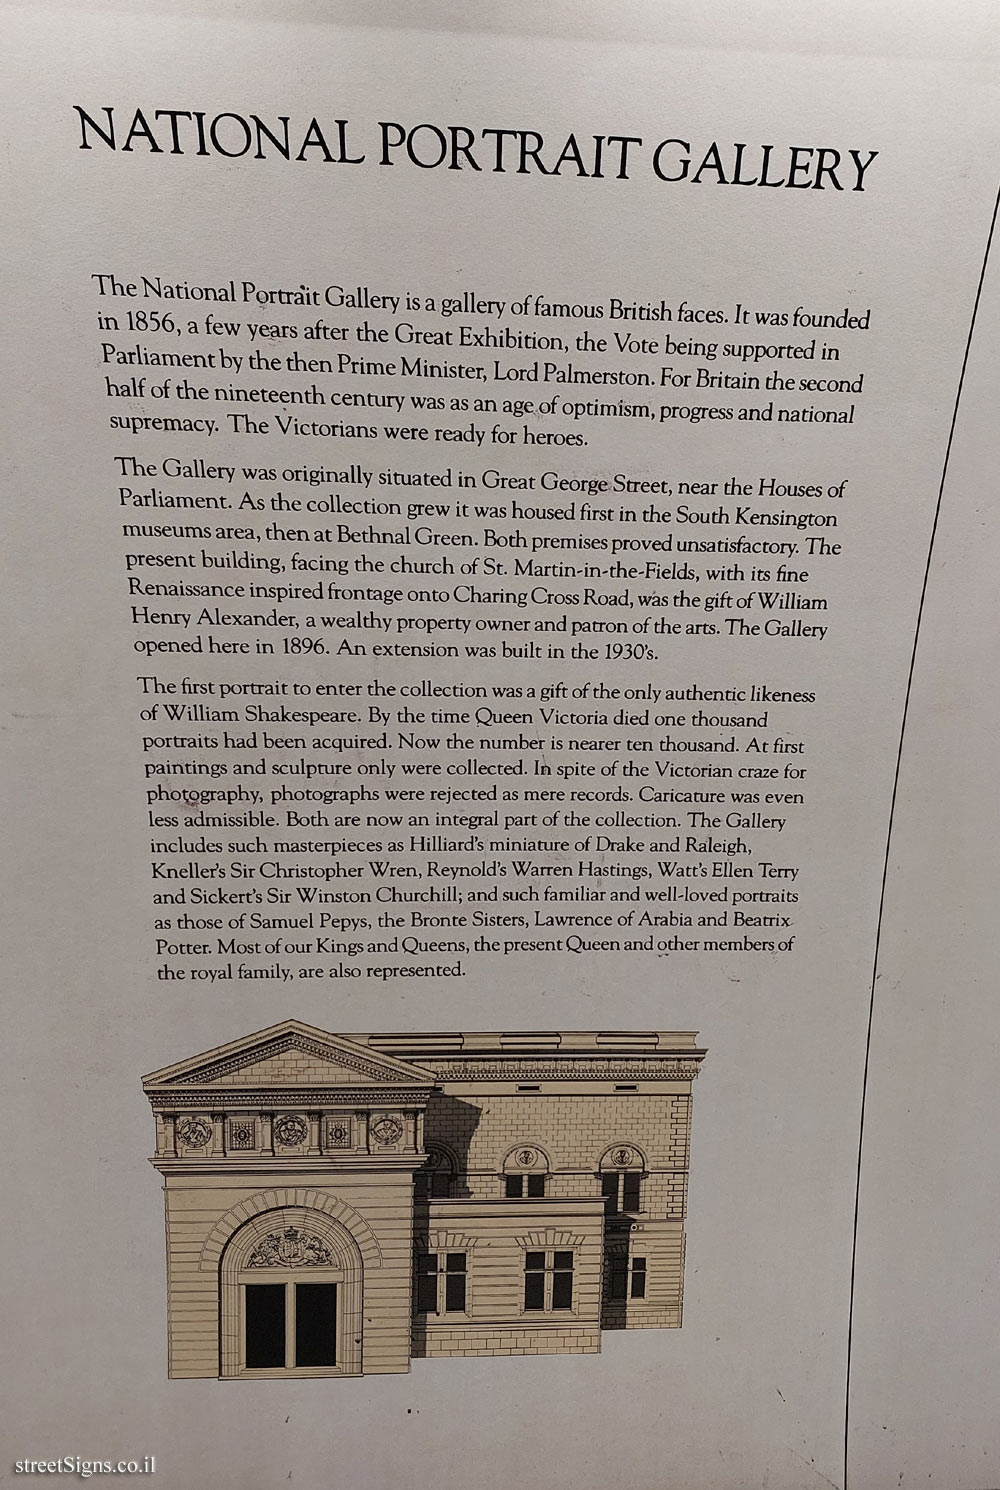 NATIONAL PORTRAIT GALLERY
The National Portrait Gallery is a gallery of famous British faces. It was founded
in 1856, a few years after the Great Exhibition, the Vote being supported in
Parliament by the then Prime Minister, Lord Palmerston. For Britain the second
half of the nineteenth century was as an age of optimism, progress and national
supremacy. The Victorians were ready for heroes.
The Gallery was originally situated in Great George Street, near the Houses of
Parliament. As the collection grew it was housed first in the South Kensington
museums area, then at Bethnal Green. Both premises proved unsatisfactory. The
present building, facing the church of St. Martin-in-the-Fields, with its fine
Renaissance inspired frontage onto Charing Cross Road, was the gift of William
Henry Alexander, a wealthy property owner and patron of the arts. The Gallery
opened here in 1896. An extension was built in the 1930's.
The first portrait to enter the collection was a gift of the only authentic likeness
of William Shakespeare. By the time Queen Victoria died one thousand
portraits had been acquired. Now the number is nearer ten thousand. At first
paintings and sculpture only were collected. In spite of the Victorian craze for
photography, photographs were rejected as mere records. Caricature was even
less admissible. Both are now an integral part of the collection. The Gallery
includes such masterpieces as Hilliard's miniature of Drake and Raleigh,
Kneller's Sir Christopher Wren, Reynold's Warren Hastings, Watt's Ellen Terry
and Sickert's Sir Winston Churchill; and such familiar and well-loved portraits
as those of Samuel Pepys, the Bronte Sisters, Lawrence of Arabia and Beatrix
Potter. Most of our Kings and Queens, the present Queen and other members of
the royal family, are also represented.
streetSigns.co.il